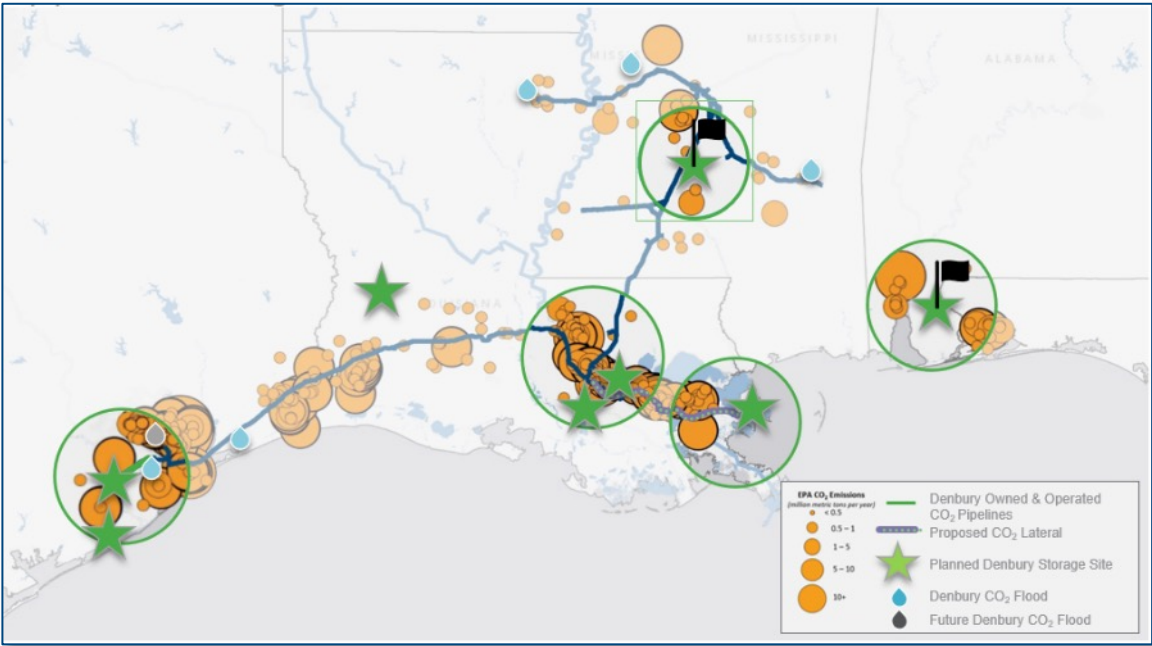 MISSISSIPPI
ALABAMA
EPA CO₂ Emissions
(million metric tons per year)
< 0.5
0.5 – 1
1 – 5
5 – 10
10+
Denbury Owned & Operated
CO₂ Pipelines
Proposed CO₂ Lateral
Planned Denbury Storage Site
Denbury CO₂ Flood
Future Denbury CO₂ Flood